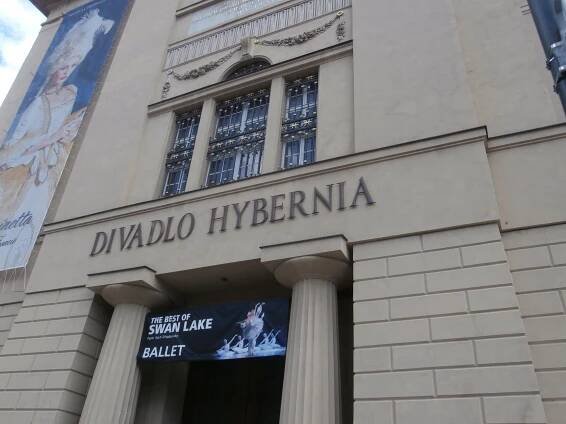 DIVADLO HYBERNIA
THE BEST OF
SWAN LAKE
BALLET